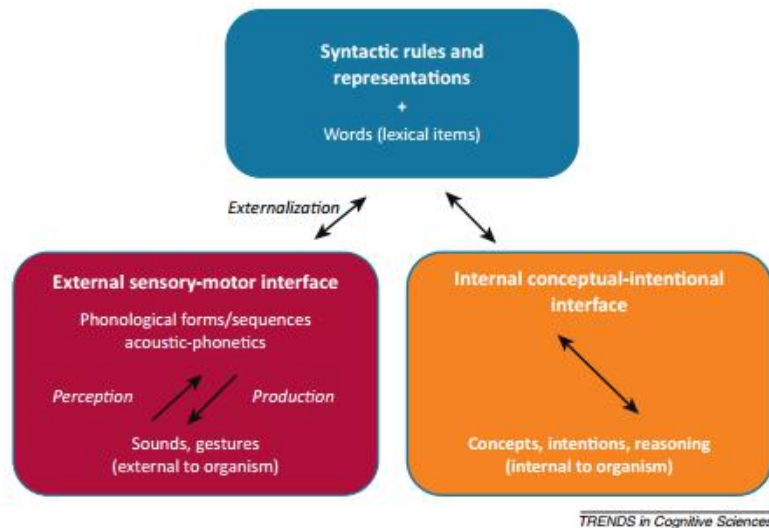 Syntactic rules and
representations
+
Words (lexical items)
Externalization
External sensory-motor interface
Phonological forms/sequences
acoustic-phonetics
Perception
Production
Sounds, gestures
(external to organism)
Internal conceptual-intentional
interface
Concepts, intentions, reasoning
(internal to organism)
TRENDS in Cognitive Sciences